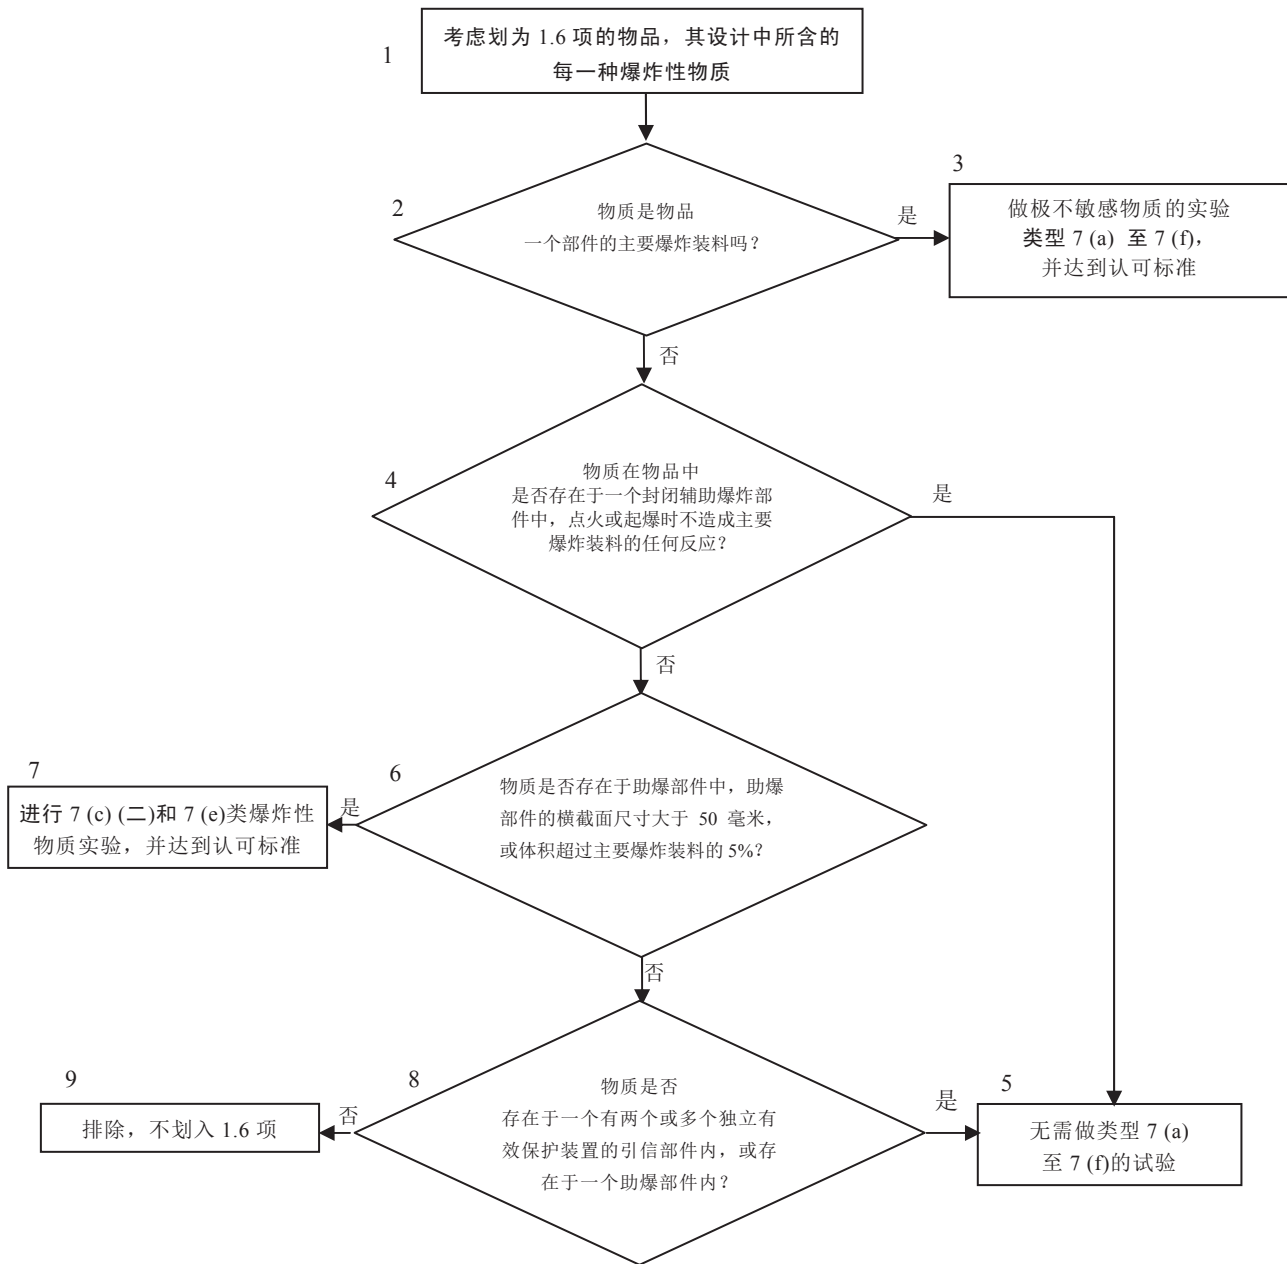 1
考虑划为 1.6 项的物品，其设计中所含的
每一种爆炸性物质
2
物质是物品
一个部件的主要爆炸装料吗？
是
3
做极不敏感物质的实验
类型 7 (a) 至 7 (f)，
并达到认可标准
否
4
物质在物品中
是否存在于一个封闭辅助爆炸部
件中，点火或起爆时不造成主要
爆炸装料的任何反应？
是
否
6
物质是否存在于助爆部件中，助爆
部件的横截面尺寸大于 50 毫米，
或体积超过主要爆炸装料的 5%？
7
进行 7 (c) (二)和 7 (e)类爆炸性
物质实验，并达到认可标准
是
否
8
物质是否
存在于一个有两个或多个独立有
效保护装置的引信部件内，或存
在于一个助爆部件内？
9
排除，不划入 1.6 项
否
是
5
无需做类型 7 (a)
至 7 (f)的试验